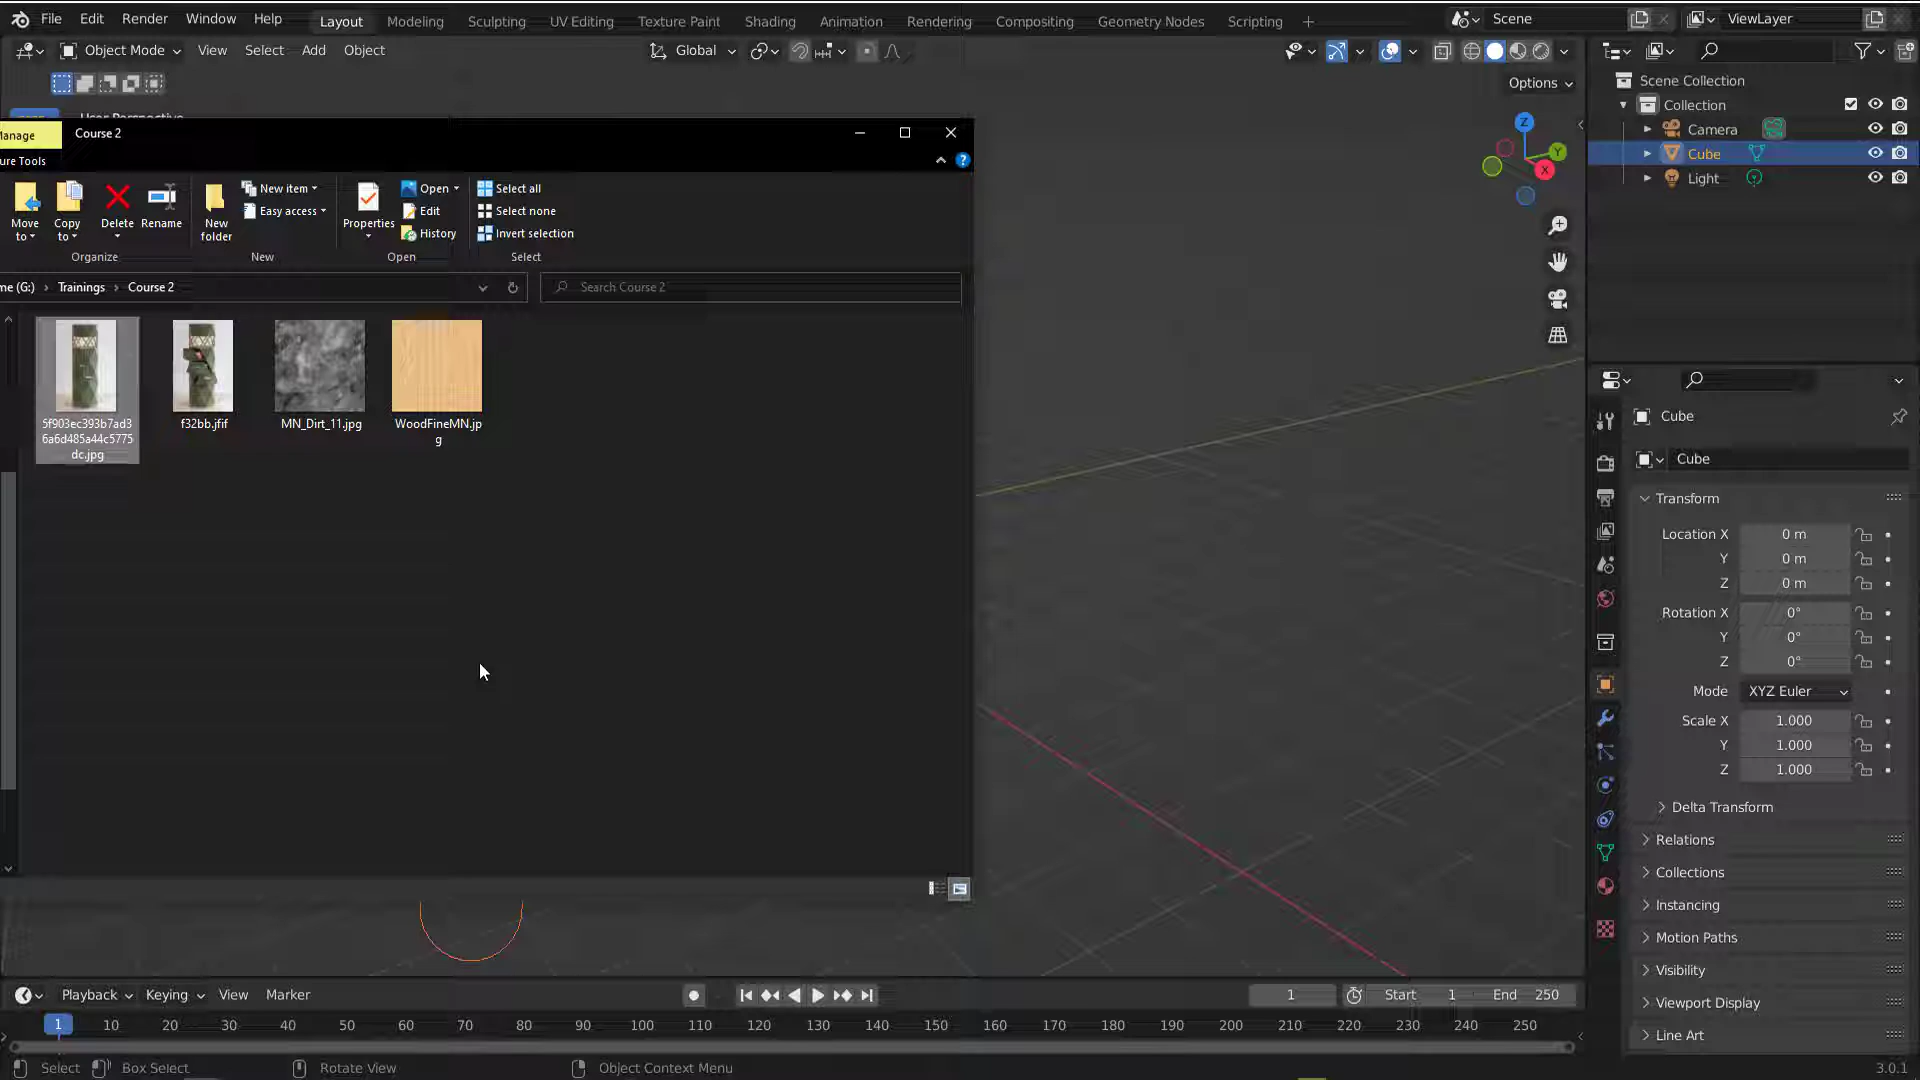 File Edit Render Window Help Layout Modeling Sculpting UV Editing Texture Paint Shading Animation Rendering Compositing Geometry Nodes Scripting + Scene ViewLayer
Object Mode View Select Add Object Global
Options
User Perspective
Manage Course 2
ure Tools
Move to
Copy to
Delete
Rename
New folder
New item
Easy access
Properties
Open
Edit
History
Select all
Select none
Invert selection
Organize New Open Select
me (G:) › Trainings › Course 2 Search Course 2
5f903ec393b7ad3
6a6d485a44c5775
dc.jpg
f32bb.jfif
MN_Dirt_11.jpg
WoodFineMN.jp
g
Scene Collection
Collection
Camera
Cube
Light
Z
Y
X
Cube
Cube
Transform
Location X 0 m
Y 0 m
Z 0 m
Rotation X 0°
Y 0°
Z 0°
Mode XYZ Euler
Scale X 1.000
Y 1.000
Z 1.000
Delta Transform
Relations
Collections
Instancing
Motion Paths
Visibility
Viewport Display
Line Art
Playback Keying View Marker 1 Start 1 End 250
1 10 20 30 40 50 60 70 80 90 100 110 120 130 140 150 160 170 180 190 200 210 220 230 240 250
Select Box Select Rotate View Object Context Menu 3.0.1